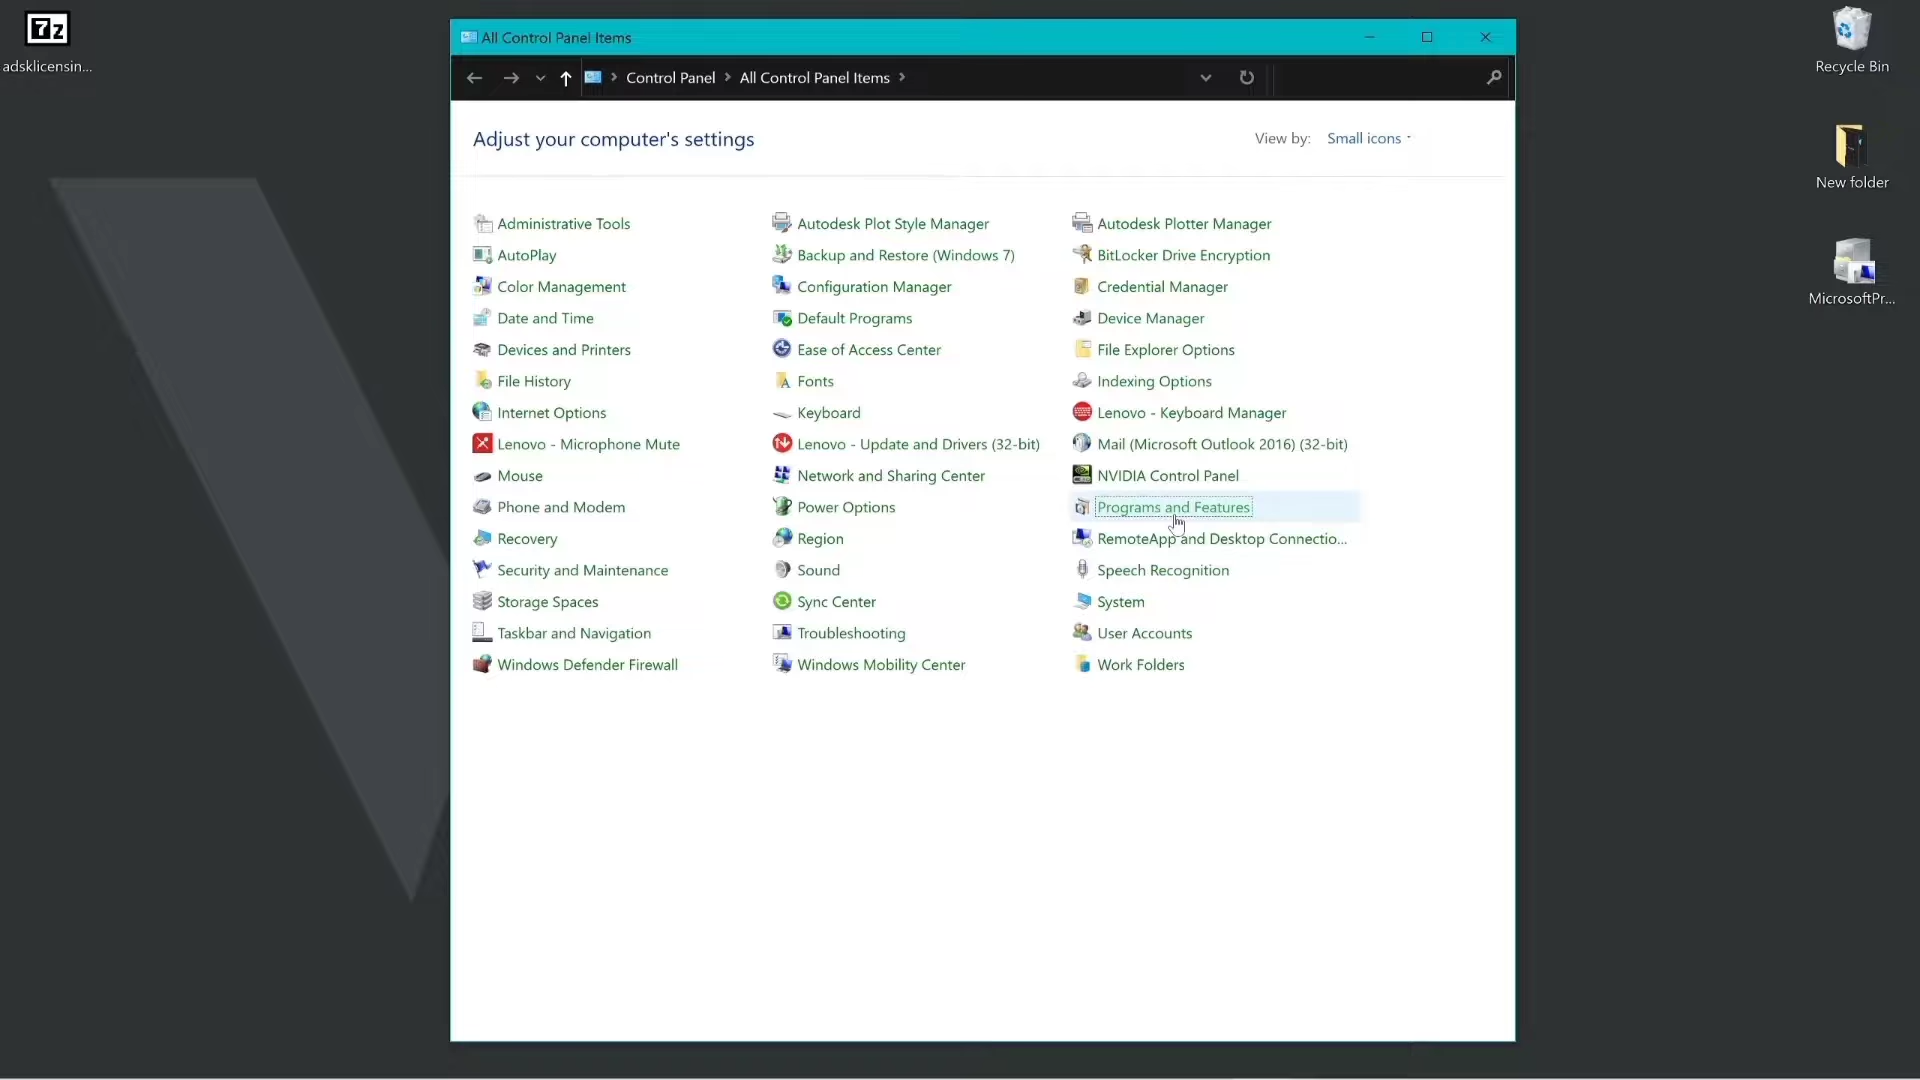 7z
adsklicensin...
All Control Panel Items
Control Panel > All Control Panel Items >
Adjust your computer's settings
View by: Small icons
Administrative Tools
Autodesk Plot Style Manager
Autodesk Plotter Manager
AutoPlay
Backup and Restore (Windows 7)
BitLocker Drive Encryption
Color Management
Configuration Manager
Credential Manager
Date and Time
Default Programs
Device Manager
Devices and Printers
Ease of Access Center
File Explorer Options
File History
Fonts
Indexing Options
Internet Options
Keyboard
Lenovo - Keyboard Manager
Lenovo - Microphone Mute
Lenovo - Update and Drivers (32-bit)
Mail (Microsoft Outlook 2016) (32-bit)
Mouse
Network and Sharing Center
NVIDIA Control Panel
Phone and Modem
Power Options
Programs and Features
Recovery
Region
RemoteApp and Desktop Connectio...
Security and Maintenance
Sound
Speech Recognition
Storage Spaces
Sync Center
System
Taskbar and Navigation
Troubleshooting
User Accounts
Windows Defender Firewall
Windows Mobility Center
Work Folders
Recycle Bin
New folder
MicrosoftPr...